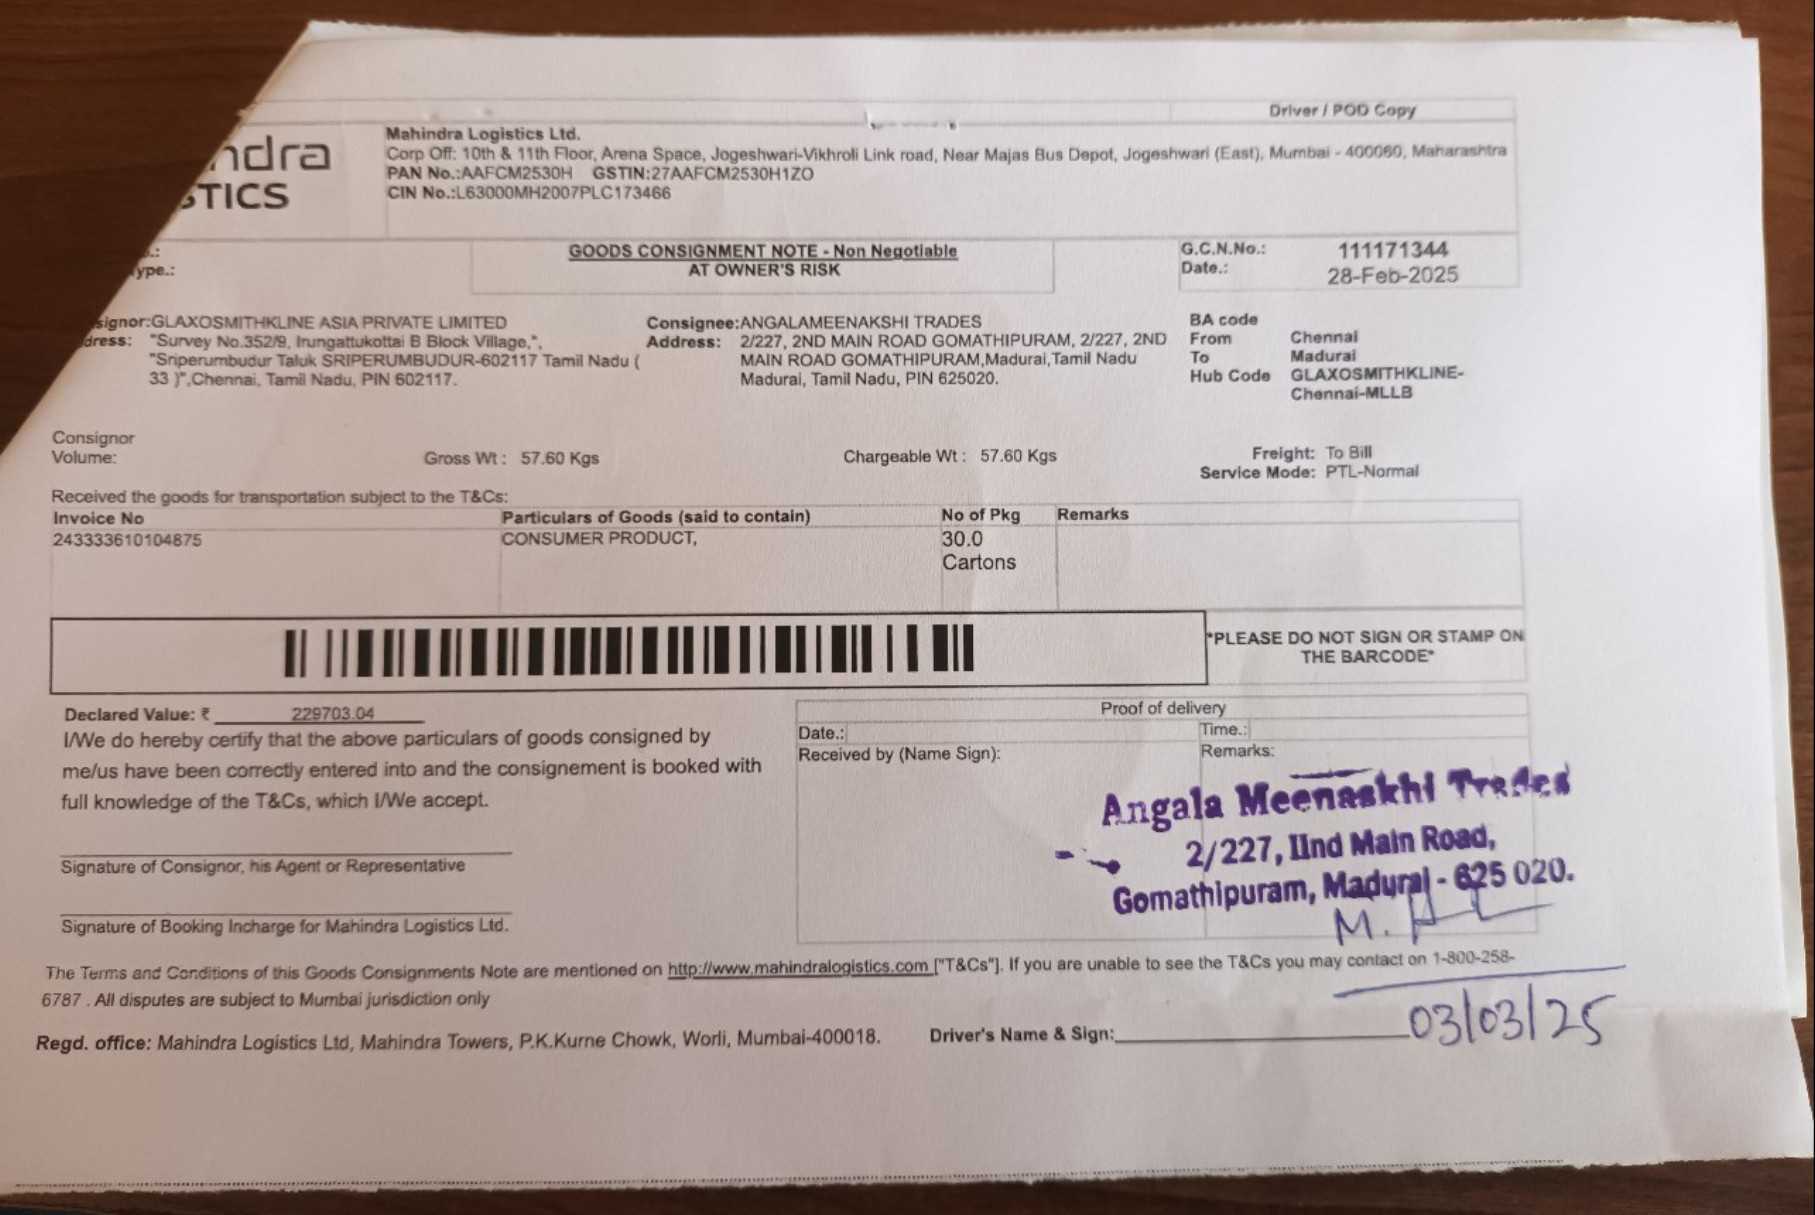 Driver / POD Copy
ndra
STICS
Mahindra Logistics Ltd.
Corp Off: 10th & 11th Floor, Arena Space, Jogeshwari-Vikhroli Link road, Near Majas Bus Depot, Jogeshwari (East), Mumbai - 400060, Maharashtra
PAN No.:AAFCM2530H GSTIN:27AAFCM2530H1ZO
CIN No.:L63000MH2007PLC173466
ype.:
GOODS CONSIGNMENT NOTE - Non Negotiable
AT OWNER'S RISK
G.C.N.No.: 111171344
Date.: 28-Feb-2025
signor:GLAXOSMITHKLINE ASIA PRIVATE LIMITED
dress: "Survey No.352/9, Irungattukottai B Block Village,",
"Sriperumbudur Taluk SRIPERUMBUDUR-602117 Tamil Nadu (
33 )",Chennai, Tamil Nadu, PIN 602117.
Consignee:ANGALAMEENAKSHI TRADES
Address: 2/227, 2ND MAIN ROAD GOMATHIPURAM, 2/227, 2ND
MAIN ROAD GOMATHIPURAM,Madurai,Tamil Nadu
Madurai, Tamil Nadu, PIN 625020.
BA code
From Chennai
To Madurai
Hub Code GLAXOSMITHKLINE-
Chennai-MLLB
Consignor
Volume:
Gross Wt : 57.60 Kgs
Chargeable Wt : 57.60 Kgs
Freight: To Bill
Service Mode: PTL-Normal
Received the goods for transportation subject to the T&Cs:
Invoice No Particulars of Goods (said to contain) No of Pkg Remarks
243333610104875 CONSUMER PRODUCT, 30.0
Cartons
*PLEASE DO NOT SIGN OR STAMP ON
THE BARCODE*
Declared Value: ₹ 229703.04
I/We do hereby certify that the above particulars of goods consigned by
me/us have been correctly entered into and the consignement is booked with
full knowledge of the T&Cs, which I/We accept.
Signature of Consignor, his Agent or Representative
Signature of Booking Incharge for Mahindra Logistics Ltd.
Proof of delivery
Date.: Time.:
Received by (Name Sign): Remarks:
Angala Meenaskhi Trades
2/227, IInd Main Road,
Gomathipuram, Madurai - 625 020.
M.
The Terms and Conditions of this Goods Consignments Note are mentioned on http://www.mahindralogistics.com ["T&Cs"]. If you are unable to see the T&Cs you may contact on 1-800-258-
6787 . All disputes are subject to Mumbai jurisdiction only
Regd. office: Mahindra Logistics Ltd, Mahindra Towers, P.K.Kurne Chowk, Worli, Mumbai-400018.
Driver's Name & Sign:
03/03/25